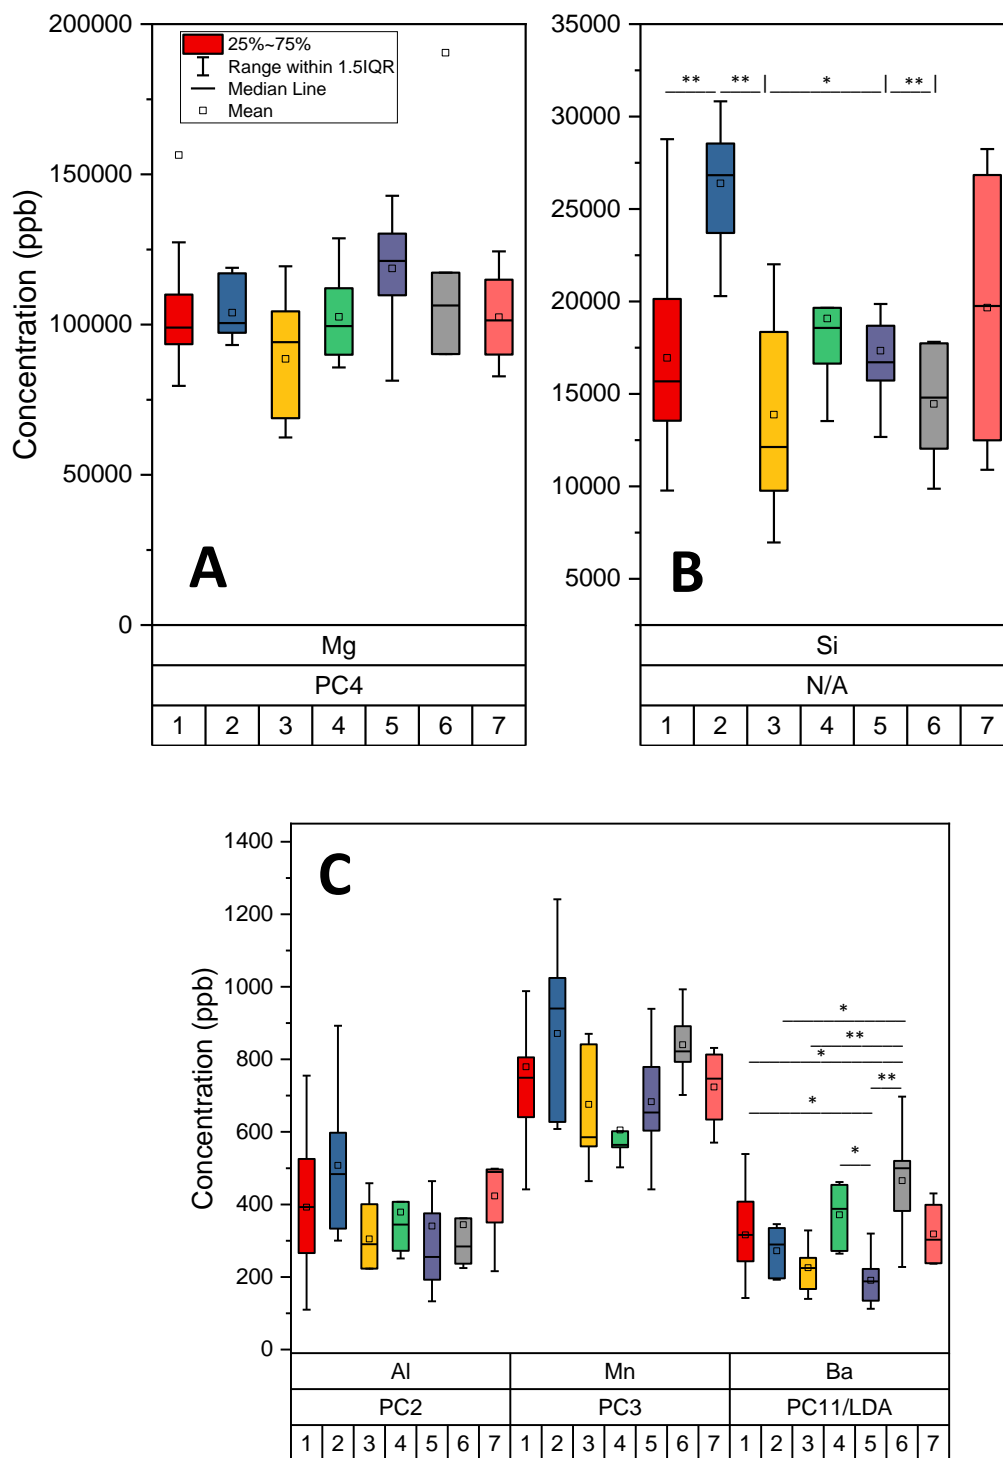 25%~75%
Range within 1.5IQR
Median Line
Mean
Concentration (ppb)
200000
150000
100000
50000
0
A
Mg
PC4
1 2 3 4 5 6 7
35000
30000
25000
20000
15000
10000
5000
** ** * **
B
Si
N/A
1 2 3 4 5 6 7
C
Concentration (ppb)
1400
1200
1000
800
600
400
200
0
*
**
*
**
*
*
Al Mn Ba
PC2 PC3 PC11/LDA
1 2 3 4 5 6 7 1 2 3 4 5 6 7 1 2 3 4 5 6 7